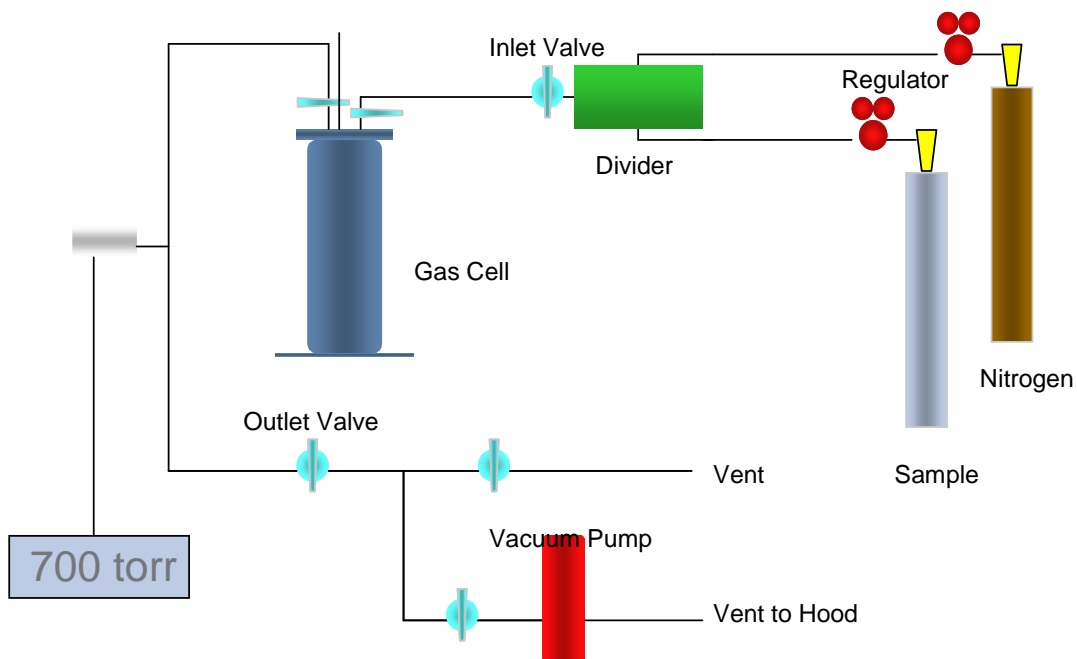 Inlet Valve
Regulator
Divider
Gas Cell
Nitrogen
Outlet Valve
Vent
Sample
Vacuum Pump
700 torr
Vent to Hood